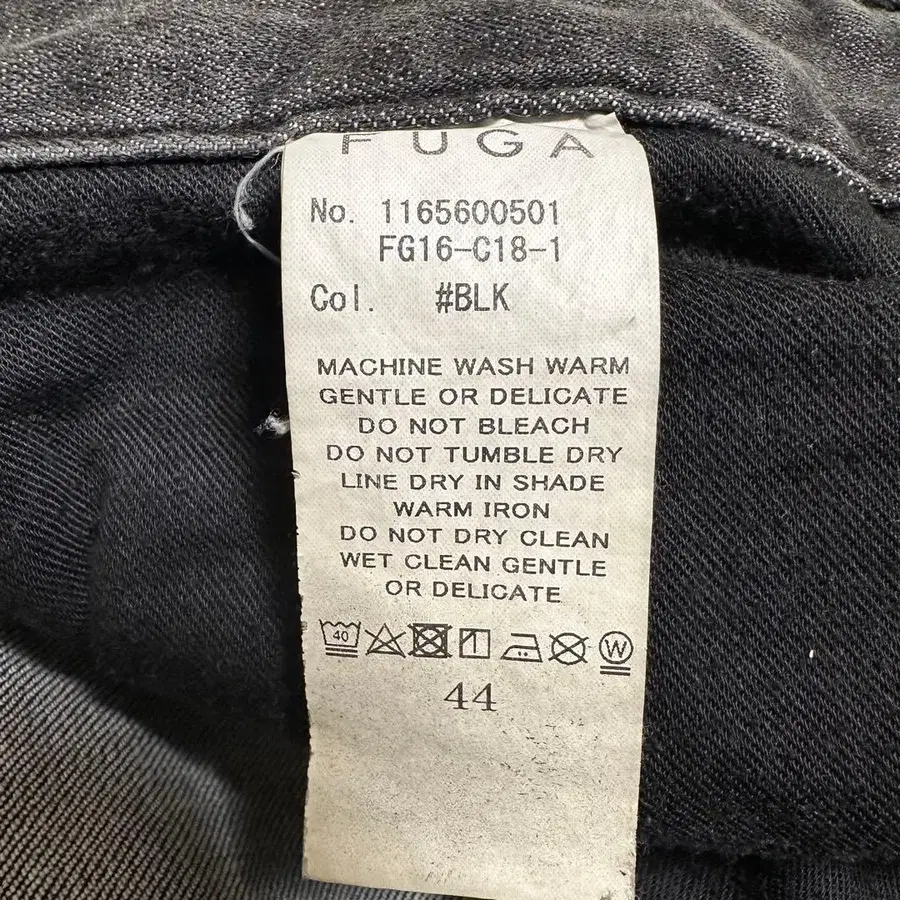 FUGA
No. 1165600501
FG16-C18-1
Col. #BLK
MACHINE WASH WARM
GENTLE OR DELICATE
DO NOT BLEACH
DO NOT TUMBLE DRY
LINE DRY IN SHADE
WARM IRON
DO NOT DRY CLEAN
WET CLEAN GENTLE
OR DELICATE
40 W
44